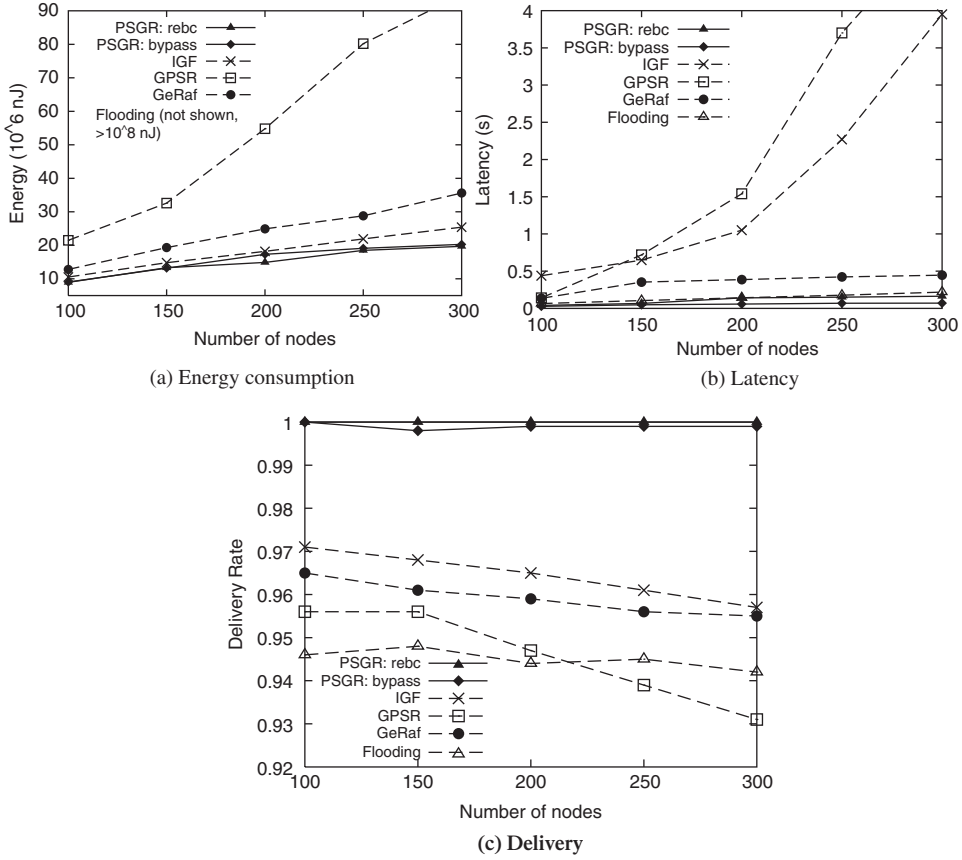 90
80
70
60
50
40
30
20
10
Energy (10^6 nJ)
PSGR: rebc
PSGR: bypass
IGF
GPSR
GeRaf
Flooding (not shown,
>10^8 nJ)
100 150 200 250 300
Number of nodes
(a) Energy consumption
4
3.5
3
2.5
2
1.5
1
0.5
0
Latency (s)
PSGR: rebc
PSGR: bypass
IGF
GPSR
GeRaf
Flooding
100 150 200 250 300
Number of nodes
(b) Latency
1
0.99
0.98
0.97
0.96
0.95
0.94
0.93
0.92
Delivery Rate
PSGR: rebc
PSGR: bypass
IGF
GPSR
GeRaf
Flooding
100 150 200 250 300
Number of nodes
(c) Delivery